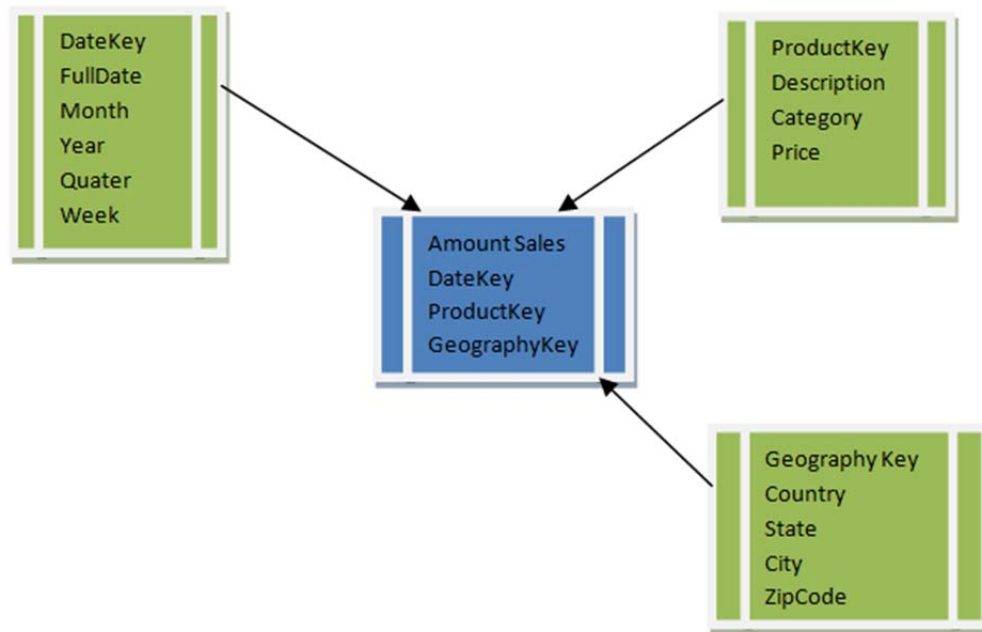 DateKey
FullDate
Month
Year
Quater
Week
ProductKey
Description
Category
Price
Amount Sales
DateKey
ProductKey
GeographyKey
Geography Key
Country
State
City
ZipCode